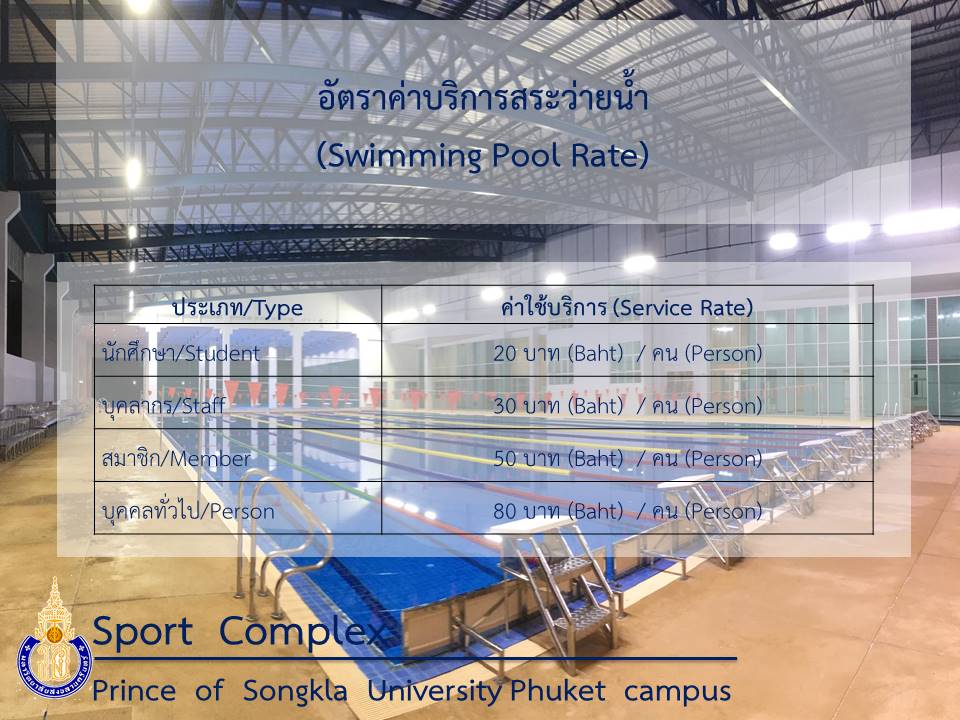 อัตราค่าบริการสระว่ายน้ำ
(Swimming Pool Rate)
ประเภท/Type ค่าใช้บริการ (Service Rate)
นักศึกษา/Student 20 บาท (Baht) / คน (Person)
บุคลากร/Staff 30 บาท (Baht) / คน (Person)
สมาชิก/Member 50 บาท (Baht) / คน (Person)
บุคคลทั่วไป/Person 80 บาท (Baht) / คน (Person)
Sport Complex
Prince of Songkla University Phuket campus